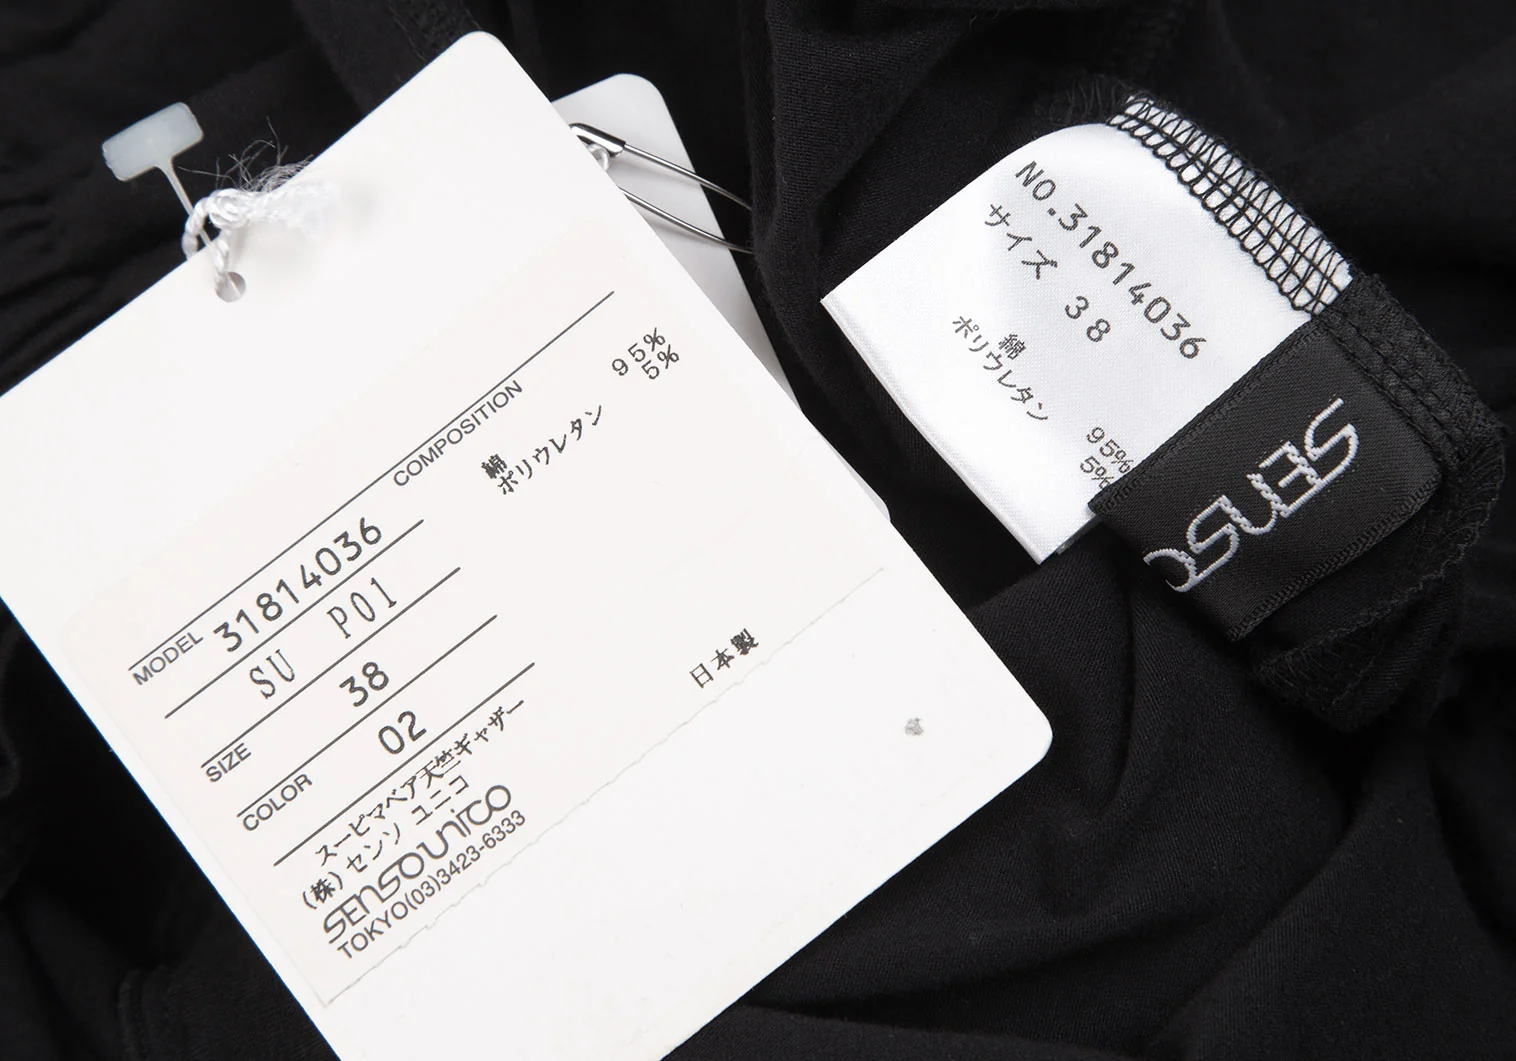 COMPOSITION
綿 95%
ポリウレタン 5%
MODEL 31814036
SU P01
SIZE 38
COLOR 02
スーピマベア天竺ギャザー
(株)センソ ユニコ
SENSO UNICO
TOKYO(03)3423-6333
日本製
NO.31814036
サイズ 38
綿 95%
ポリウレタン 5%
SENSO